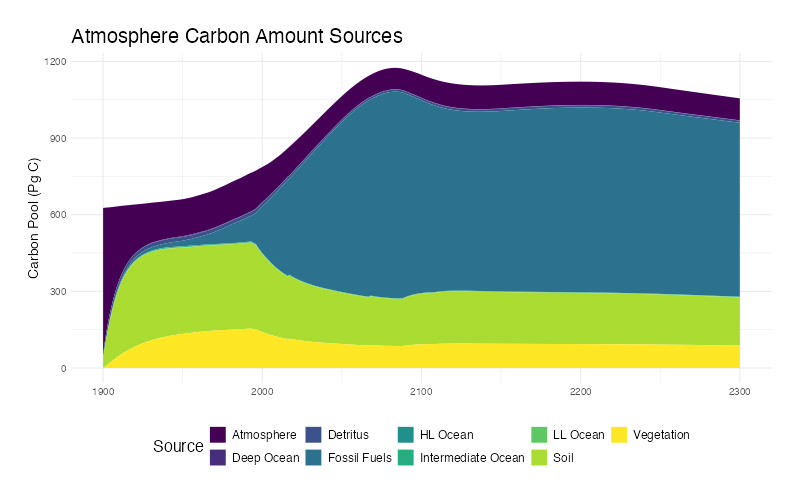 Atmosphere Carbon Amount Sources
Carbon Pool (Pg C)
1200
900
600
300
0
1900 2000 2100 2200 2300
Source
Atmosphere Detritus HL Ocean LL Ocean Vegetation
Deep Ocean Fossil Fuels Intermediate Ocean Soil